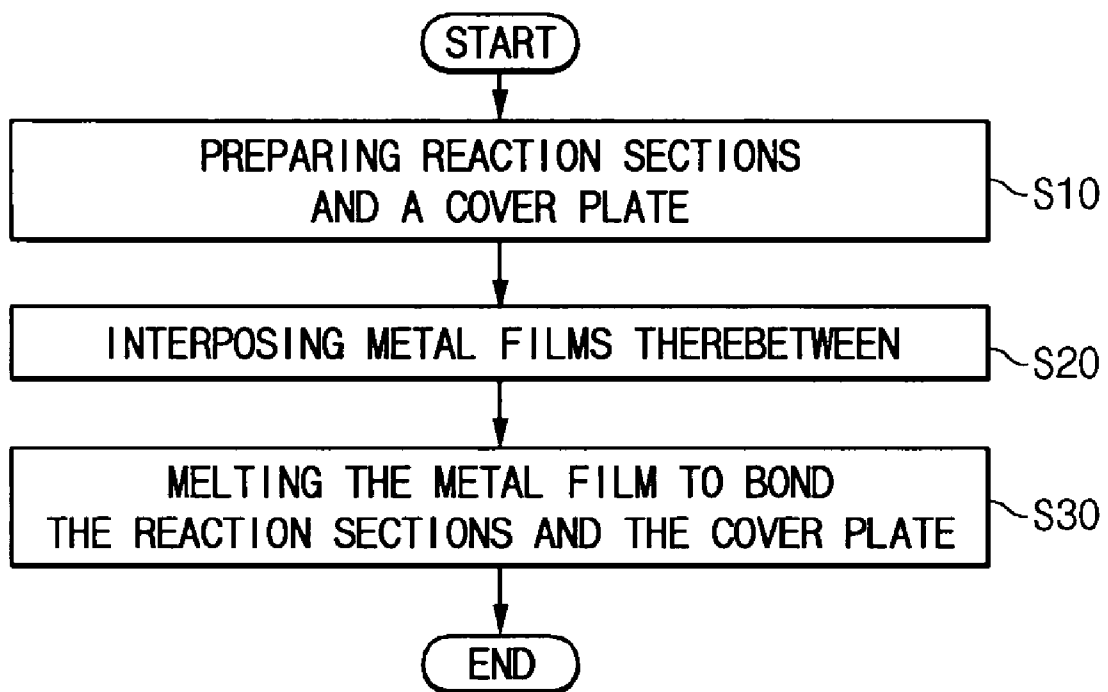 START
PREPARING REACTION SECTIONS
AND A COVER PLATE
S10
INTERPOSING METAL FILMS THEREBETWEEN
S20
MELTING THE METAL FILM TO BOND
THE REACTION SECTIONS AND THE COVER PLATE
S30
END